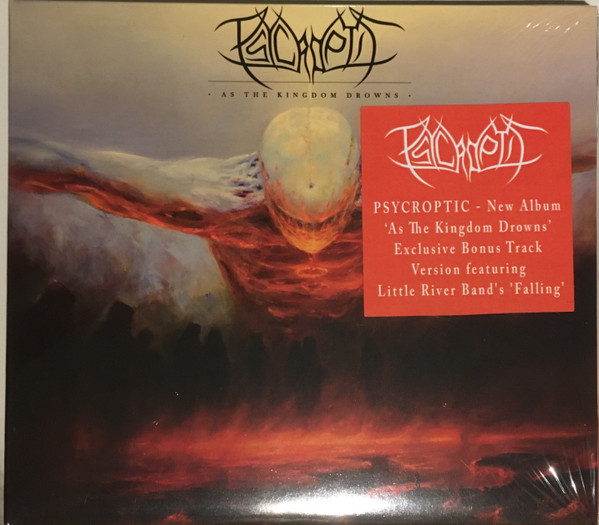 PSYCROPTIC
· AS THE KINGDOM DROWNS ·
PSYCROPTIC
PSYCROPTIC - New Album
‘As The Kingdom Drowns’
Exclusive Bonus Track
Version featuring
Little River Band's 'Falling'